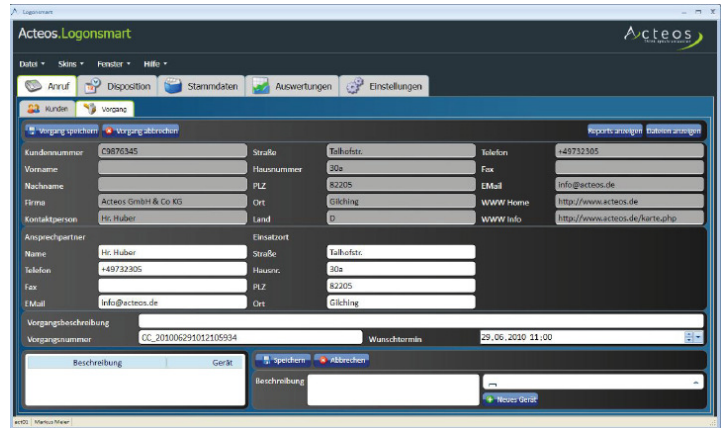 Logonsmart
Acteos.Logonsmart
Acteos
Datei Skins Fenster Hilfe
Anruf Disposition Stammdaten Auswertungen Einstellungen
Kunden Vorgang
Vorgang speichern Vorgang abbrechen Reports anzeigen Dateien anzeigen
Kundennummer C9876345 Straße Talhofstr. Telefon +49732305
Vorname Hausnummer 30a Fax
Nachname PLZ 82205 EMail info@acteos.de
Firma Acteos GmbH & Co KG Ort Gilching WWW Home http://www.acteos.de
Kontaktperson Hr. Huber Land D WWW Info http://www.acteos.de/karte.php
Ansprechpartner Einsatzort
Name Hr. Huber Straße Talhofstr.
Telefon +49732305 Hausnr. 30a
Fax PLZ 82205
EMail Info@acteos.de Ort Gilching
Vorgangsbeschreibung
Vorgangsnummer CC_201006291012105934 Wunschtermin 29.06.2010 11:00
Beschreibung Gerät Speichern Abbrechen
Beschreibung
Neues Gerät
act01 Markus Meier